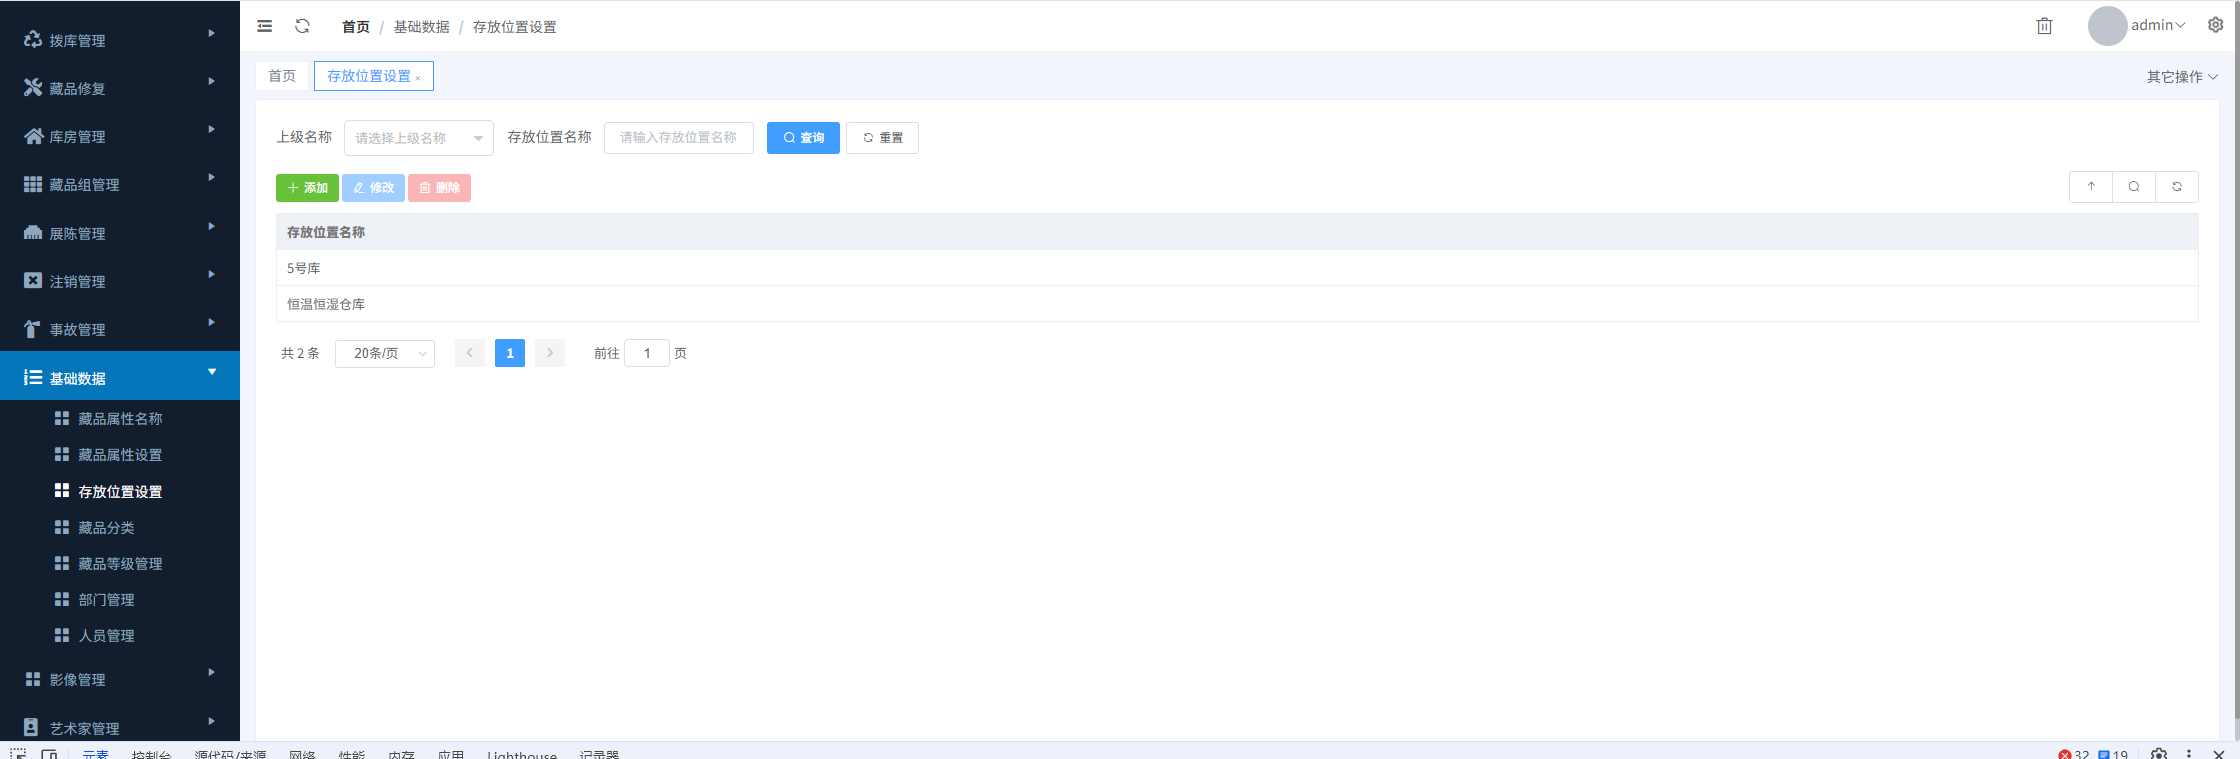 拨库管理
藏品修复
库房管理
藏品组管理
展陈管理
注销管理
事故管理
基础数据
藏品属性名称
藏品属性设置
存放位置设置
藏品分类
藏品等级管理
部门管理
人员管理
影像管理
艺术家管理
首页 / 基础数据 / 存放位置设置
admin
首页 存放位置设置 ×
其它操作
上级名称 请选择上级名称 存放位置名称 请输入存放位置名称 查询 重置
添加 修改 删除
存放位置名称
5号库
恒温恒湿仓库
共 2 条 20条/页 1 前往 1 页
元素 控制台 源代码/来源 网络 性能 内存 应用 Lighthouse 记录器 32 19